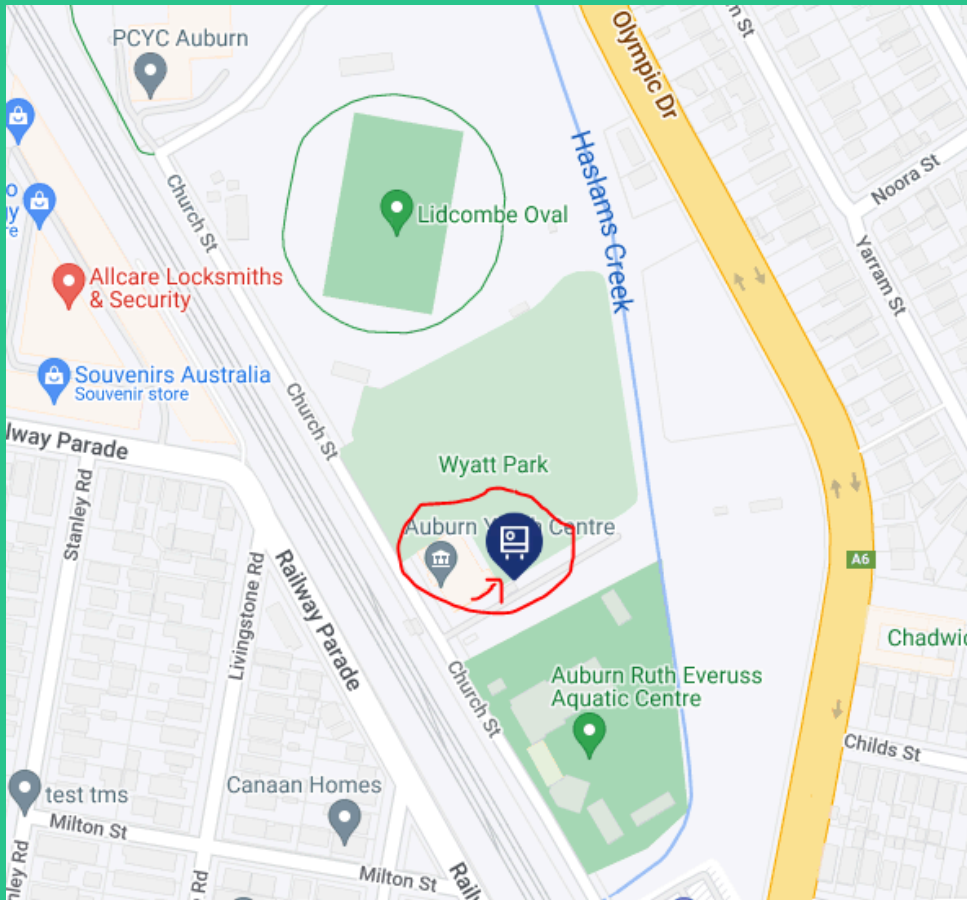 PCYC Auburn
Olympic Dr
Haslams Creek
Noora St
Yarram St
Church St
Lidcombe Oval
Allcare Locksmiths
& Security
Souvenirs Australia
Souvenir store
Church St
Railway Parade
Wyatt Park
Stanley Rd
Auburn Centre
A6
Livingstone Rd
Railway Parade
Church St
Auburn Ruth Everuss
Aquatic Centre
Childs St
Canaan Homes
test tms
Milton St
Milton St
Rd